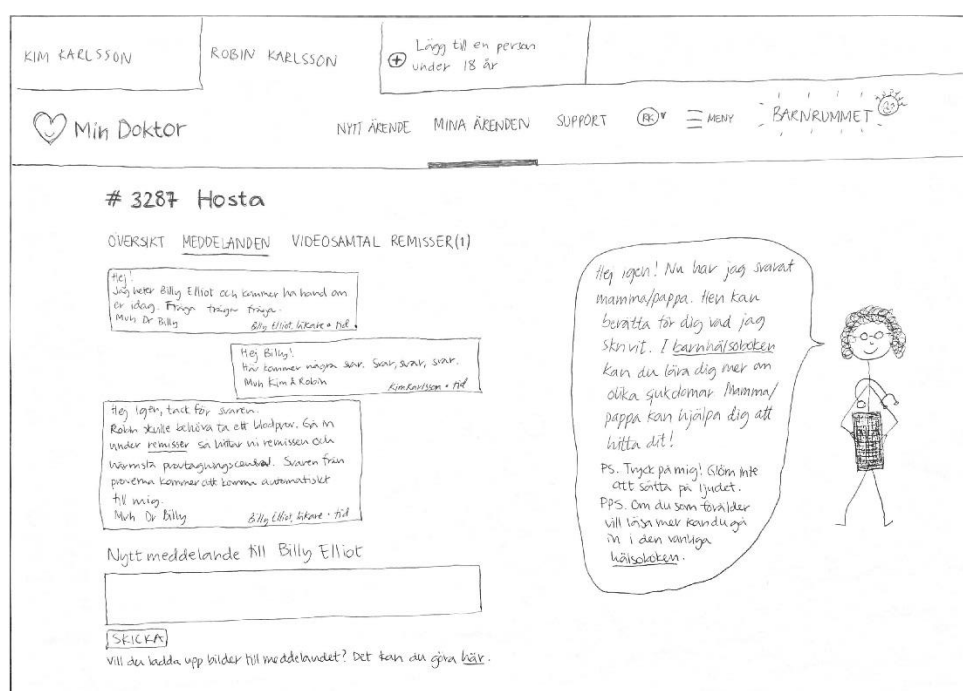 KIM KARLSSON
ROBIN KARLSSON
Lägg till en person
under 18 år
Min Doktor
NYTT ÄRENDE MINA ÄRENDEN SUPPORT RK MENY BARNRUMMET
# 3287 Hosta
ÖVERSIKT MEDDELANDEN VIDEOSAMTAL REMISSER(1)
Hej!
Jag heter Billy Elliot och kommer ha hand om
er idag. Fråga fråga fråga.
Mvh Dr Billy
Billy Elliot, läkare • tid
Hej Billy!
Här kommer några svar. Svar, svar, svar.
Mvh Kim & Robin
Kim Karlsson • tid
Hej igen, tack för svaren.
Robin skulle behöva ta ett blodprov. Gå in
under remisser så hittar ni remissen och
närmsta provtagningscentral. Svaren från
proverna kommer att komma automatiskt
till mig.
Mvh Dr Billy
Billy Elliot, läkare • tid
Nytt meddelande till Billy Elliot
SKICKA
Vill du ladda upp bilder till meddelandet? Det kan du göra här.
Hej igen! Nu har jag svarat
mamma/pappa. Hen kan
berätta för dig vad jag
skrivit. I barnhälsoboken
kan du lära dig mer om
olika sjukdomar. Mamma/
pappa kan hjälpa dig att
hitta dit!
PS. Tryck på mig! Glöm inte
att sätta på ljudet.
PPS. Om du som förälder
vill läsa mer kan du gå
in i den vanliga
hälsoboken.